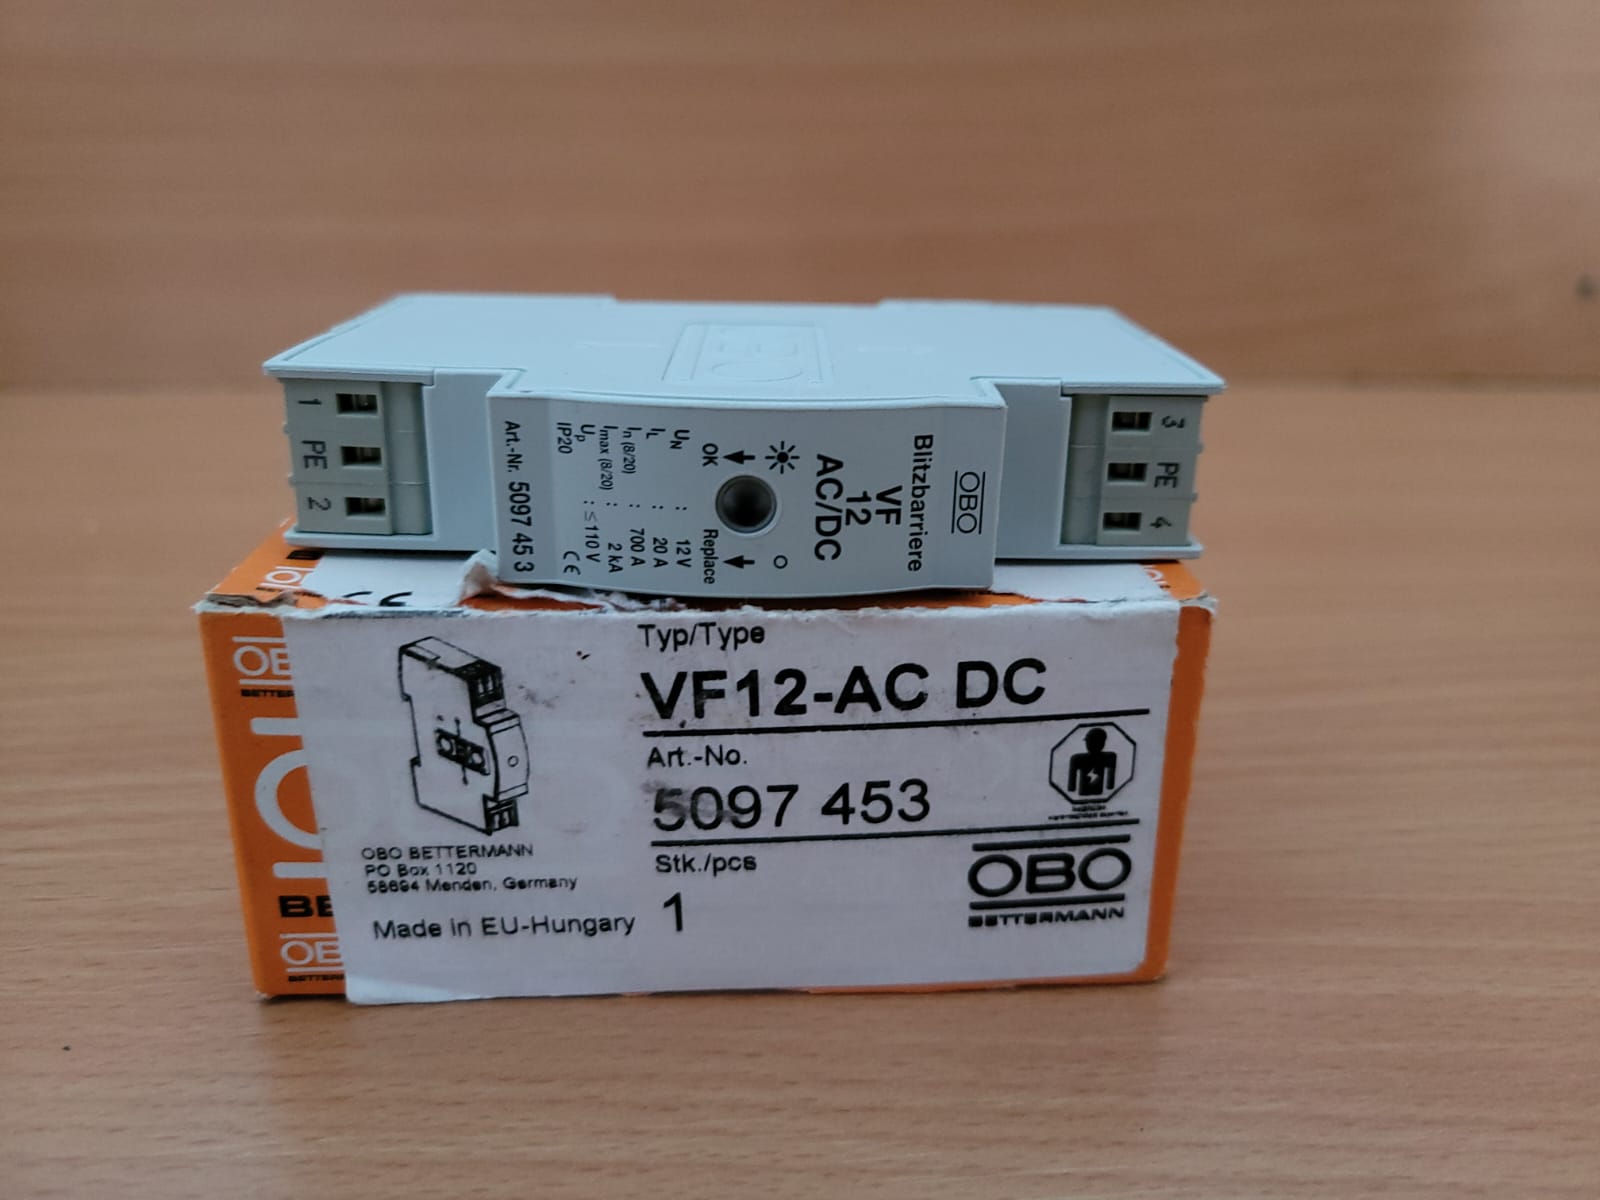 OBO
Blitzbarriere
VF
12
AC/DC
OK
Replace
UN : 12 V
IL : 20 A
In (8/20) : 700 A
Imax (8/20) : 2 kA
Up : ≤110 V
IP20 CE
Art.-Nr. 5097 45 3
1
PE
2
3
PE
4
Typ/Type
VF12-AC DC
Art.-No.
5097 453
Stk./pcs
1
OBO BETTERMANN
PO Box 1120
58694 Menden, Germany
Made in EU-Hungary
OBO
BETTERMANN